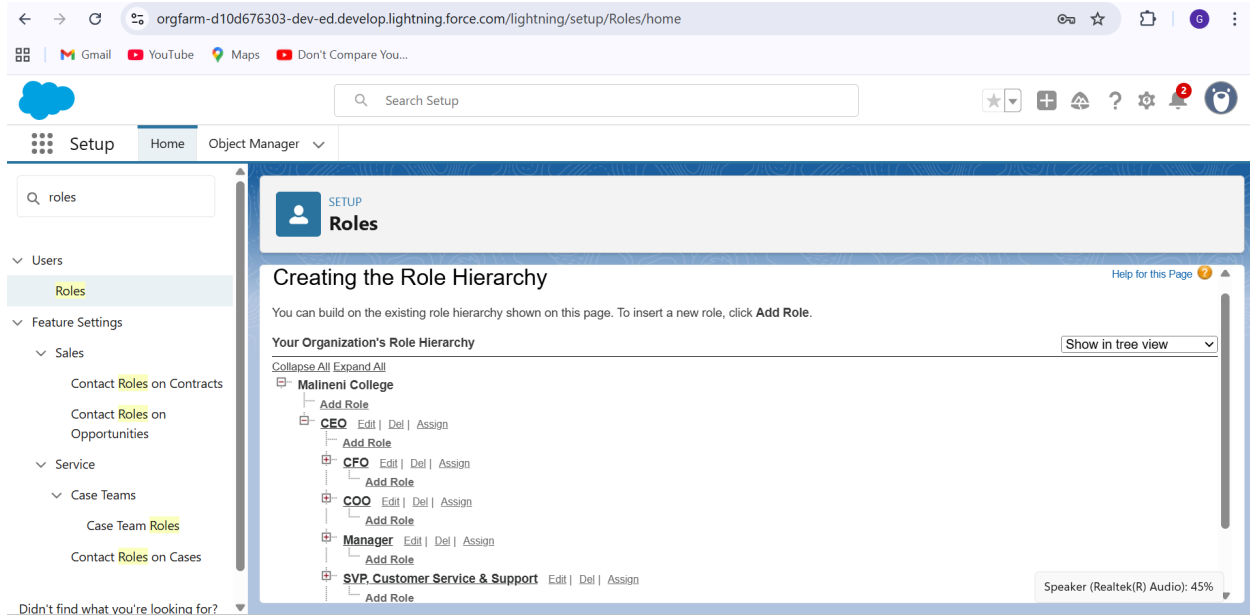 orgfarm-d10d676303-dev-ed.develop.lightning.force.com/lightning/setup/Roles/home
G
Gmail
YouTube
Maps
Don't Compare You...
Search Setup
2
Setup
Home
Object Manager
roles
Users
Roles
Feature Settings
Sales
Contact Roles on Contracts
Contact Roles on
Opportunities
Service
Case Teams
Case Team Roles
Contact Roles on Cases
Didn't find what you're looking for?
SETUP
Roles
Creating the Role Hierarchy
Help for this Page ?
You can build on the existing role hierarchy shown on this page. To insert a new role, click Add Role.
Your Organization's Role Hierarchy
Show in tree view
Collapse All Expand All
Malineni College
Add Role
CEO Edit | Del | Assign
Add Role
CFO Edit | Del | Assign
Add Role
COO Edit | Del | Assign
Add Role
Manager Edit | Del | Assign
Add Role
SVP, Customer Service & Support Edit | Del | Assign
Add Role
Speaker (Realtek(R) Audio): 45%